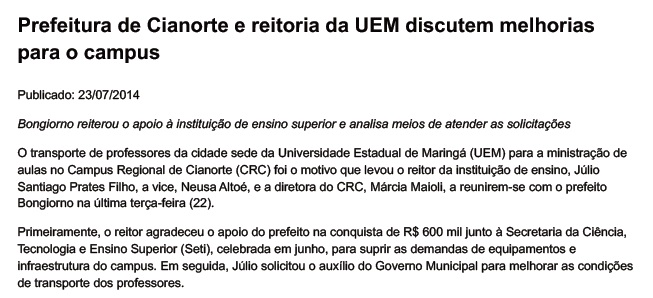 Prefeitura de Cianorte e reitoria da UEM discutem melhorias
para o campus
Publicado: 23/07/2014
Bongiorno reiterou o apoio à instituição de ensino superior e analisa meios de atender as solicitações
O transporte de professores da cidade sede da Universidade Estadual de Maringá (UEM) para a ministração de
aulas no Campus Regional de Cianorte (CRC) foi o motivo que levou o reitor da instituição de ensino, Júlio
Santiago Prates Filho, a vice, Neusa Altoé, e a diretora do CRC, Márcia Maioli, a reunirem-se com o prefeito
Bongiorno na última terça-feira (22).
Primeiramente, o reitor agradeceu o apoio do prefeito na conquista de R$ 600 mil junto à Secretaria da Ciência,
Tecnologia e Ensino Superior (Seti), celebrada em junho, para suprir as demandas de equipamentos e
infraestrutura do campus. Em seguida, Júlio solicitou o auxílio do Governo Municipal para melhorar as condições
de transporte dos professores.